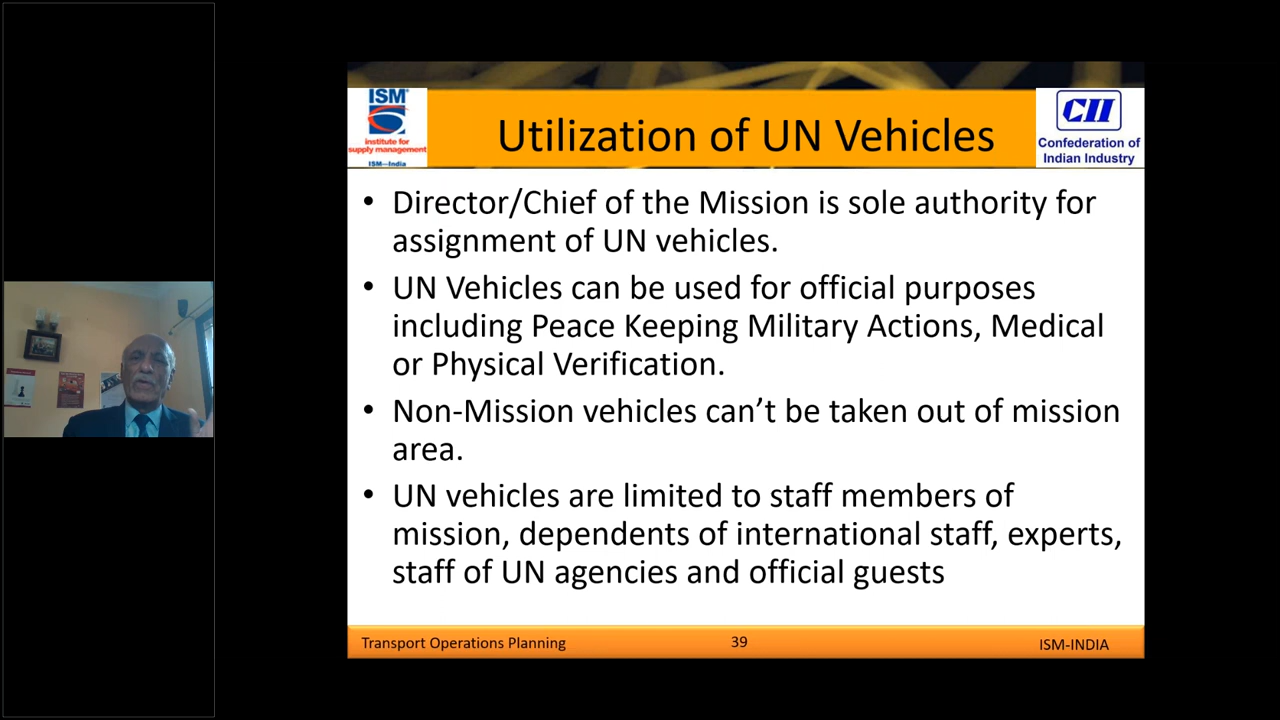 ISM
institute for
supply management
ISM—India
Utilization of UN Vehicles
CII
Confederation of
Indian Industry
• Director/Chief of the Mission is sole authority for
assignment of UN vehicles.
• UN Vehicles can be used for official purposes
including Peace Keeping Military Actions, Medical
or Physical Verification.
• Non-Mission vehicles can’t be taken out of mission
area.
• UN vehicles are limited to staff members of
mission, dependents of international staff, experts,
staff of UN agencies and official guests
Transport Operations Planning
39
ISM-INDIA